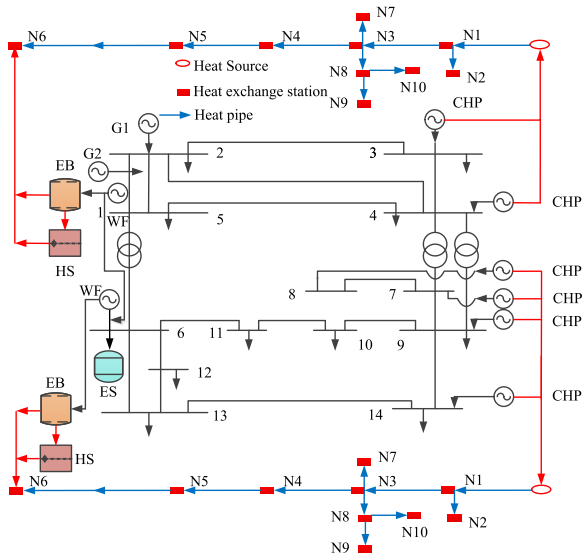 N7
N6
N5
N4
N3
N1
Heat Source
N8
N10
N2
Heat exchange station
N9
CHP
Heat pipe
G1
G2
2
3
EB
1
WF
5
4
CHP
HS
CHP
8
7
WF
CHP
6
11
10
9
CHP
ES
12
EB
13
14
CHP
HS
N7
N6
N5
N4
N3
N1
N8
N10
N2
N9